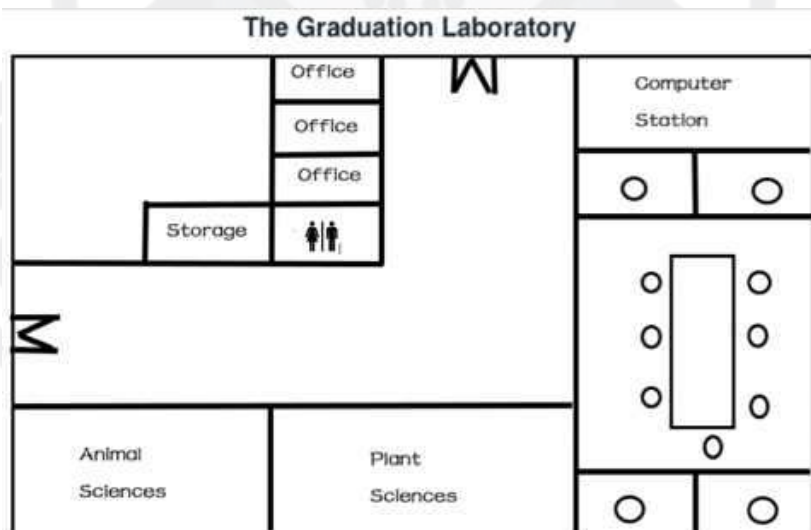 The Graduation Laboratory
Office
Office
Office
Storage
Computer
Station
Animal
Sciences
Plant
Sciences